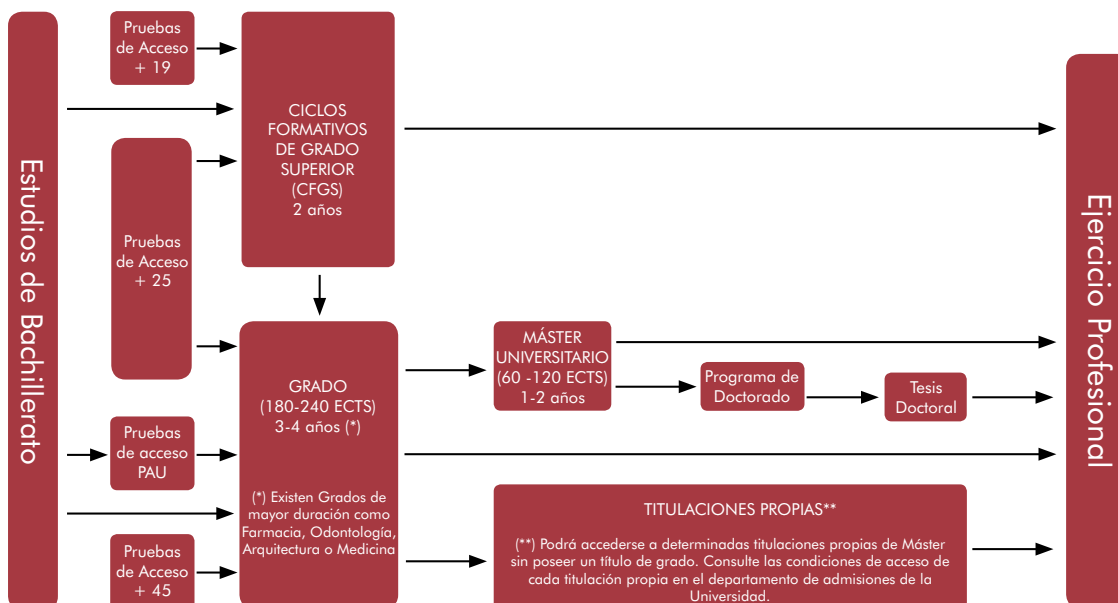 Estudios de Bachillerato
Pruebas
de Acceso
+ 19
Pruebas
de Acceso
+ 25
Pruebas
de acceso
PAU
Pruebas
de Acceso
+ 45
CICLOS
FORMATIVOS
DE GRADO
SUPERIOR
(CFGS)
2 años
GRADO
(180-240 ECTS)
3-4 años (*)
(*) Existen Grados de
mayor duración como
Farmacia, Odontología,
Arquitectura o Medicina
MÁSTER
UNIVERSITARIO
(60 -120 ECTS)
1-2 años
Programa de
Doctorado
Tesis
Doctoral
TITULACIONES PROPIAS**
(**) Podrá accederse a determinadas titulaciones propias de Máster
sin poseer un título de grado. Consulte las condiciones de acceso de
cada titulación propia en el departamento de admisiones de la
Universidad.
Ejercicio Profesional